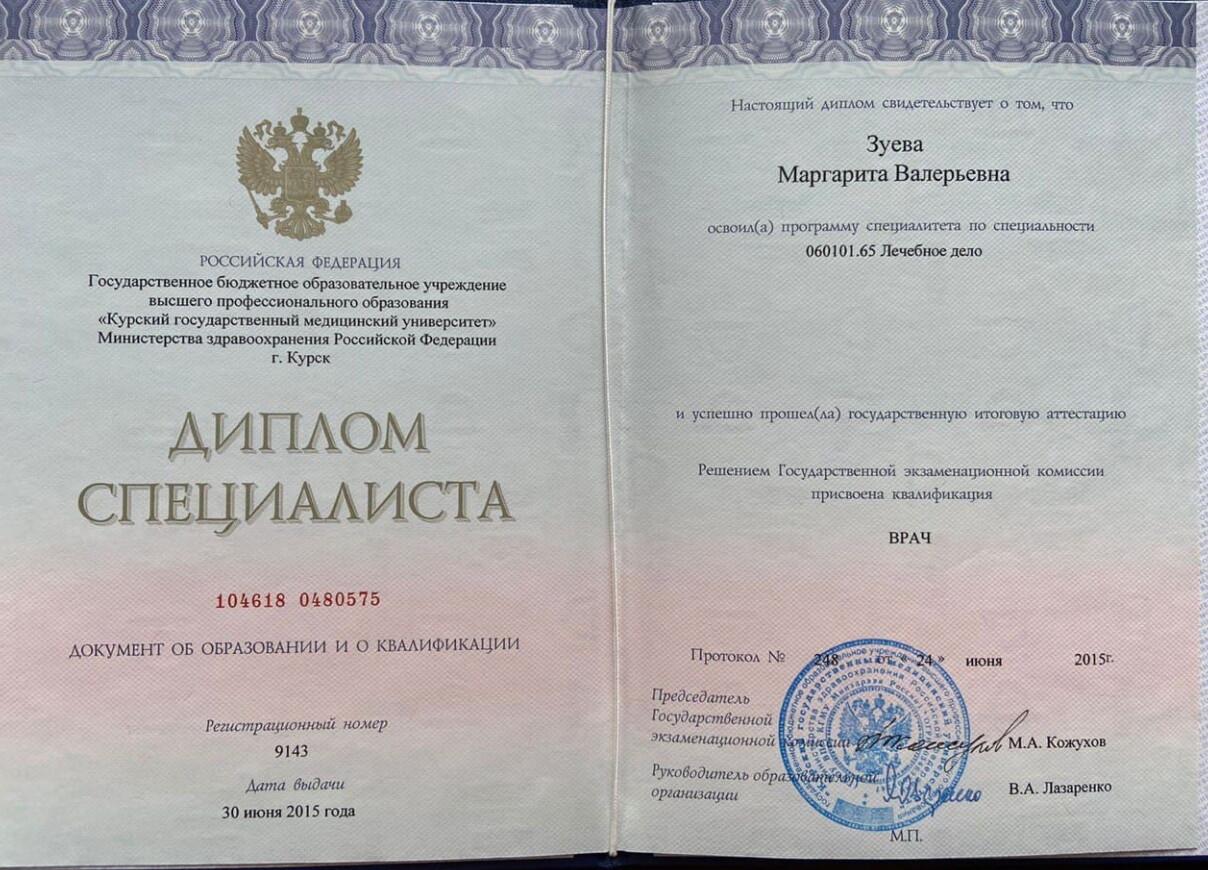 РОССИЙСКАЯ ФЕДЕРАЦИЯ
Государственное бюджетное образовательное учреждение
высшего профессионального образования
«Курский государственный медицинский университет»
Министерства здравоохранения Российской Федерации
г. Курск
ДИПЛОМ
СПЕЦИАЛИСТА
104618 0480575
ДОКУМЕНТ ОБ ОБРАЗОВАНИИ И О КВАЛИФИКАЦИИ
Регистрационный номер
9143
Дата выдачи
30 июня 2015 года
Настоящий диплом свидетельствует о том, что
Зуева
Маргарита Валерьевна
освоил(а) программу специалитета по специальности
060101.65 Лечебное дело
и успешно прошел(ла) государственную итоговую аттестацию
Решением Государственной экзаменационной комиссии
присвоена квалификация
ВРАЧ
Протокол № 248 от « 24 » июня 2015г.
Председатель
Государственной
экзаменационной комиссии М.А. Кожухов
Руководитель образовательной
организации В.А. Лазаренко
М.П.